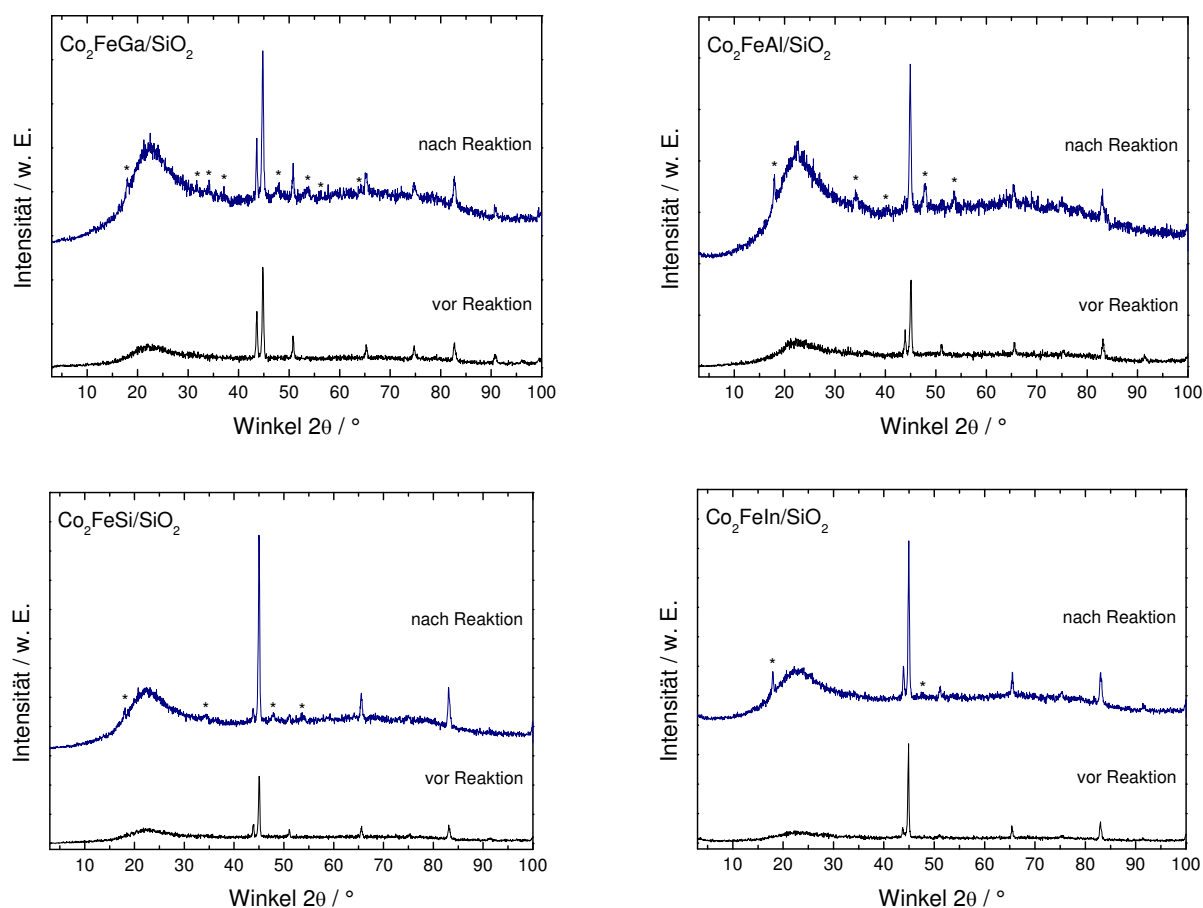 Co₂FeGa/SiO₂
nach Reaktion
* * * * * * * *
vor Reaktion
Intensität / w. E.
10 20 30 40 50 60 70 80 90 100
Winkel 2θ / °
Co₂FeAl/SiO₂
nach Reaktion
* * * * *
vor Reaktion
Intensität / w. E.
10 20 30 40 50 60 70 80 90 100
Winkel 2θ / °
Co₂FeSi/SiO₂
nach Reaktion
* * * *
vor Reaktion
Intensität / w. E.
10 20 30 40 50 60 70 80 90 100
Winkel 2θ / °
Co₂FeIn/SiO₂
nach Reaktion
* *
vor Reaktion
Intensität / w. E.
10 20 30 40 50 60 70 80 90 100
Winkel 2θ / °